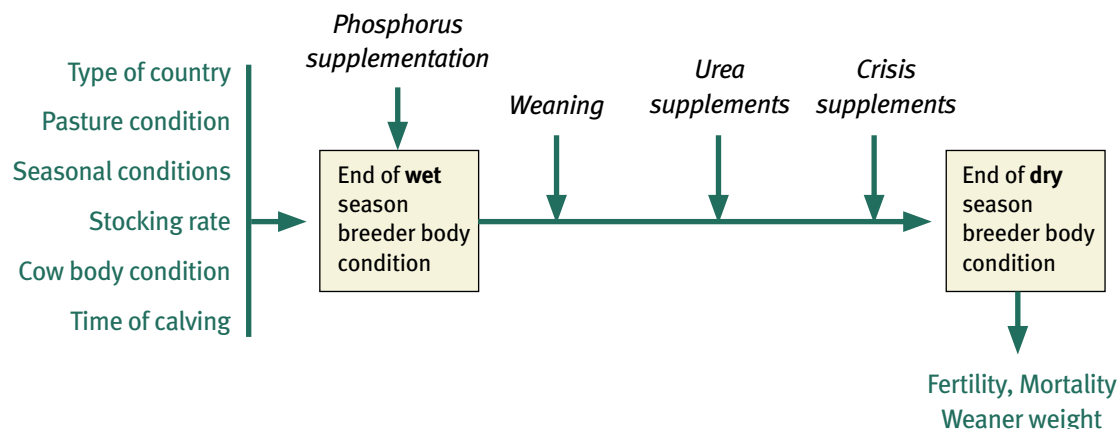 Type of country
Pasture condition
Seasonal conditions
Stocking rate
Cow body condition
Time of calving
Phosphorus
supplementation
End of wet
season
breeder body
condition
Weaning
Urea
supplements
Crisis
supplements
End of dry
season
breeder body
condition
Fertility, Mortality
Weaner weight